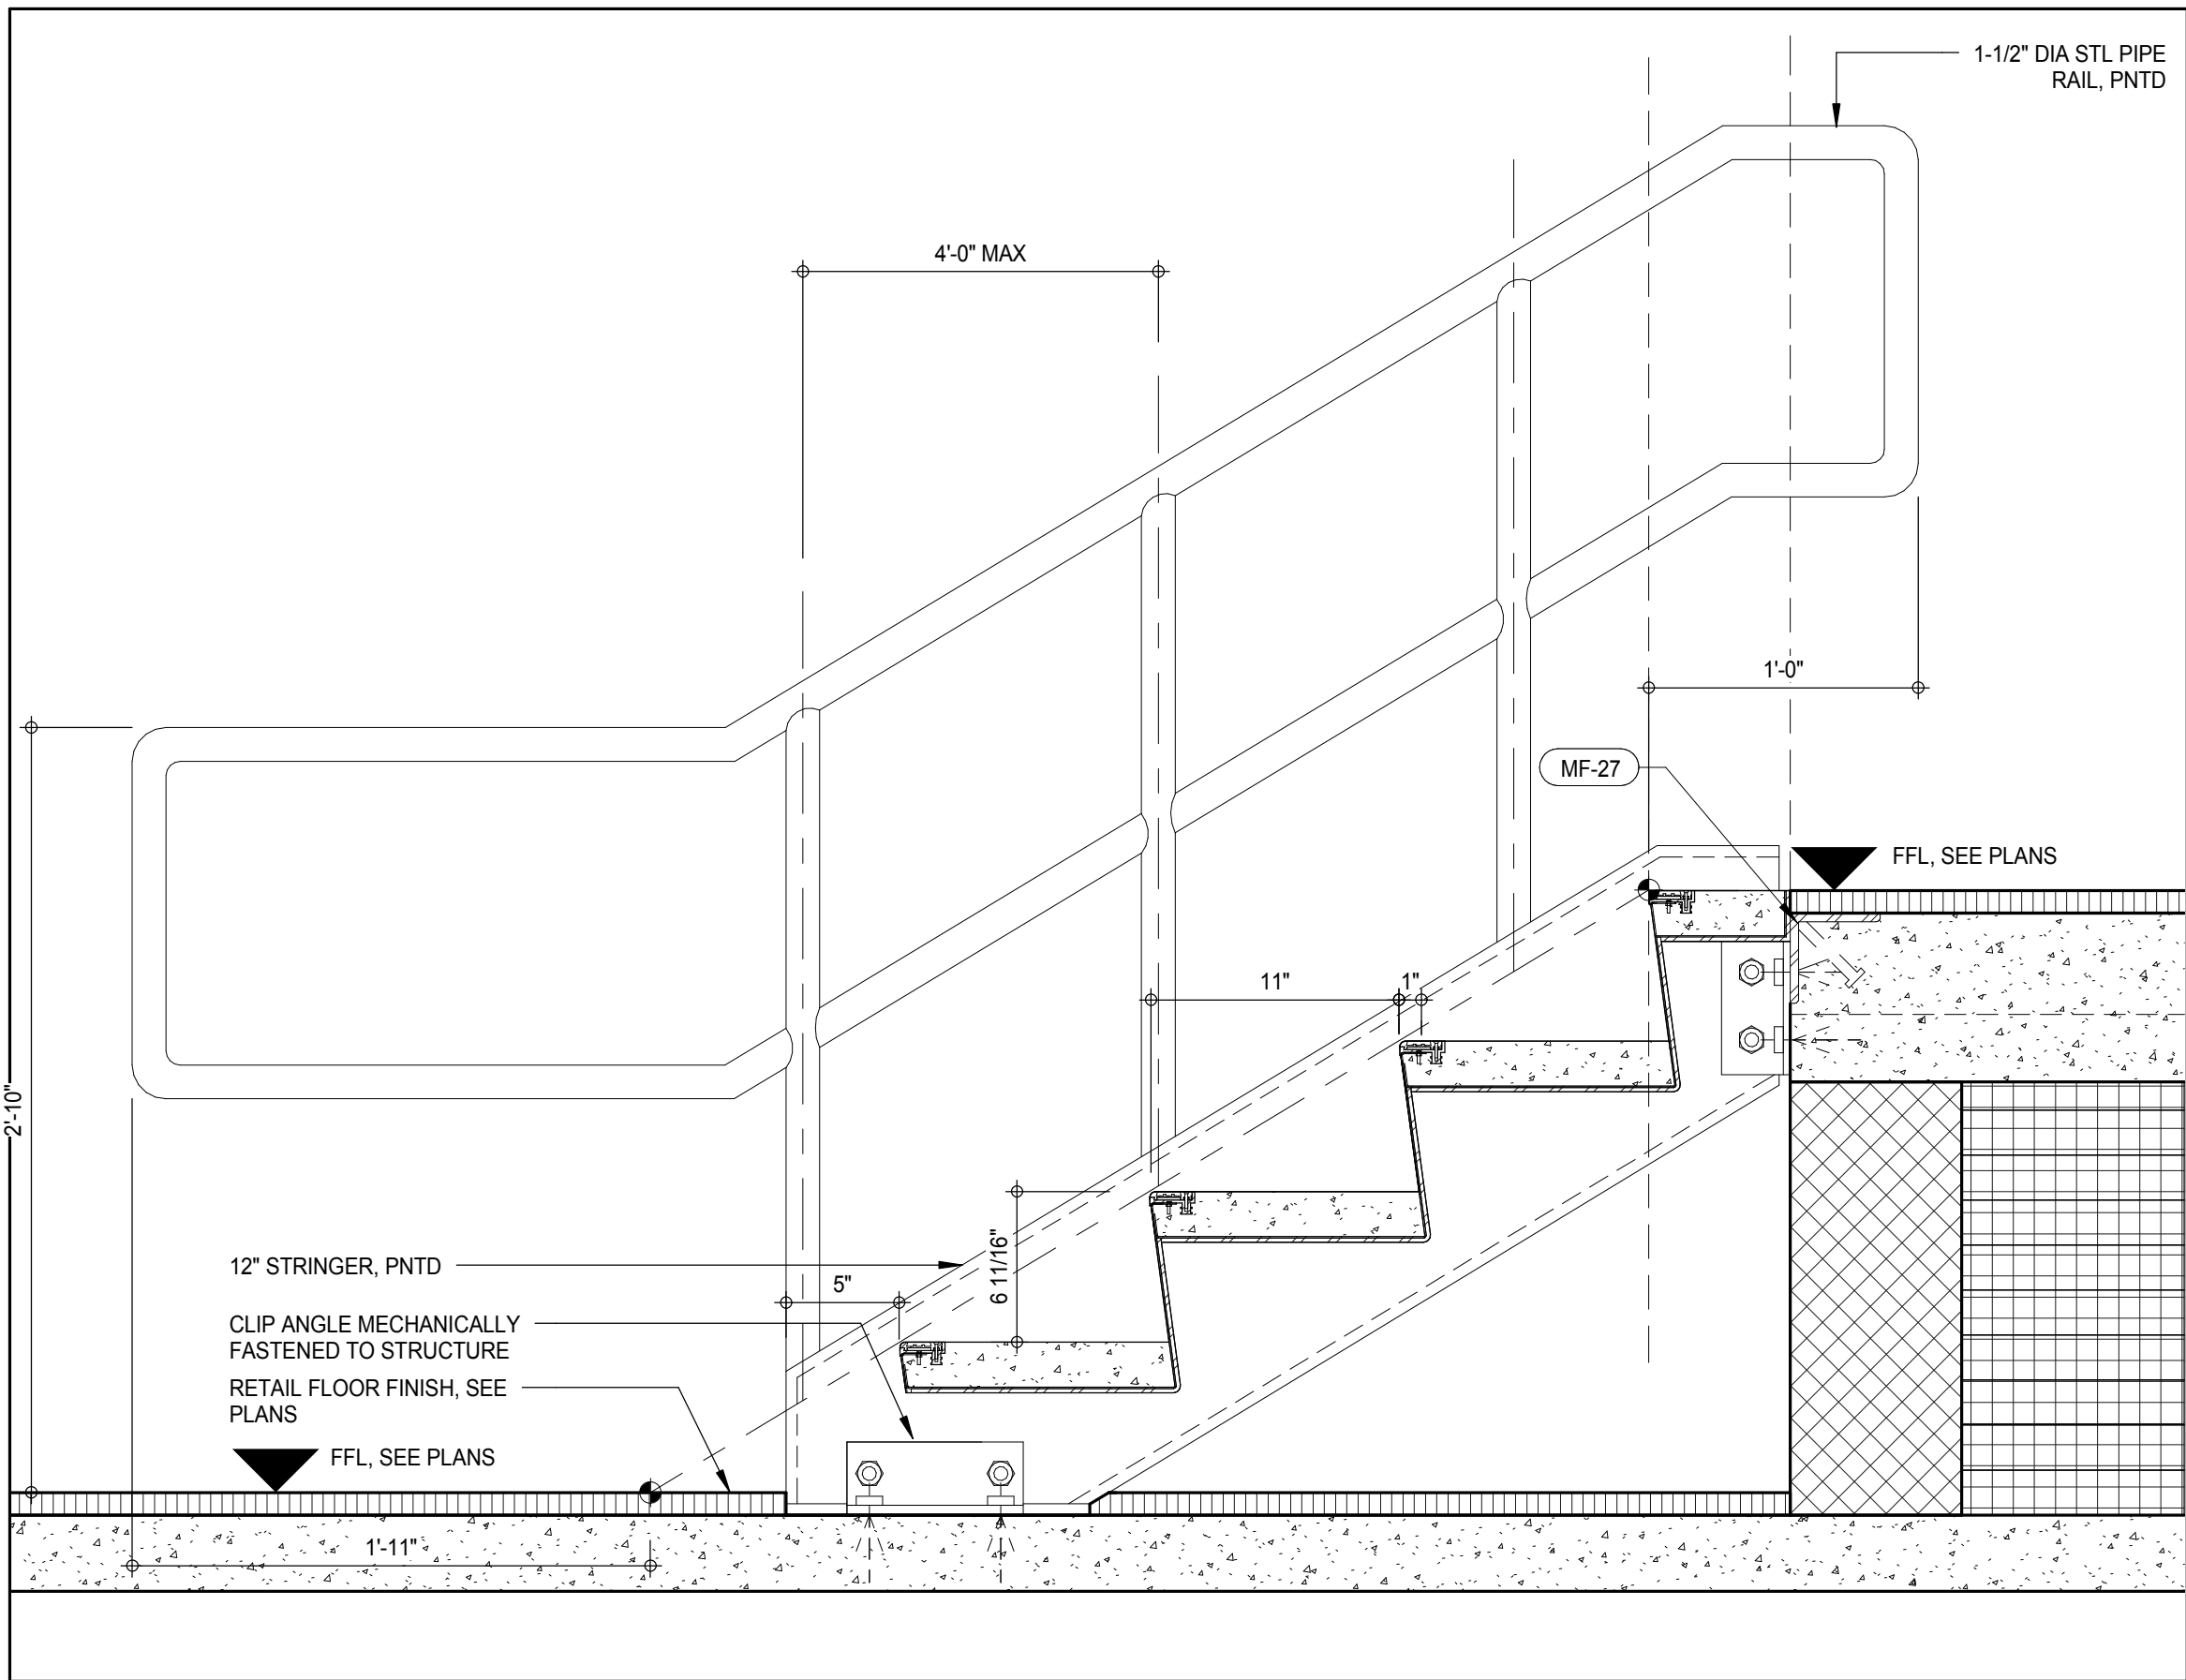 1-1/2" DIA STL PIPE
RAIL, PNTD
4'-0" MAX
1'-0"
MF-27
FFL, SEE PLANS
11"
1"
2'-10"
6 11/16"
12" STRINGER, PNTD
5"
CLIP ANGLE MECHANICALLY
FASTENED TO STRUCTURE
RETAIL FLOOR FINISH, SEE
PLANS
FFL, SEE PLANS
1'-11"